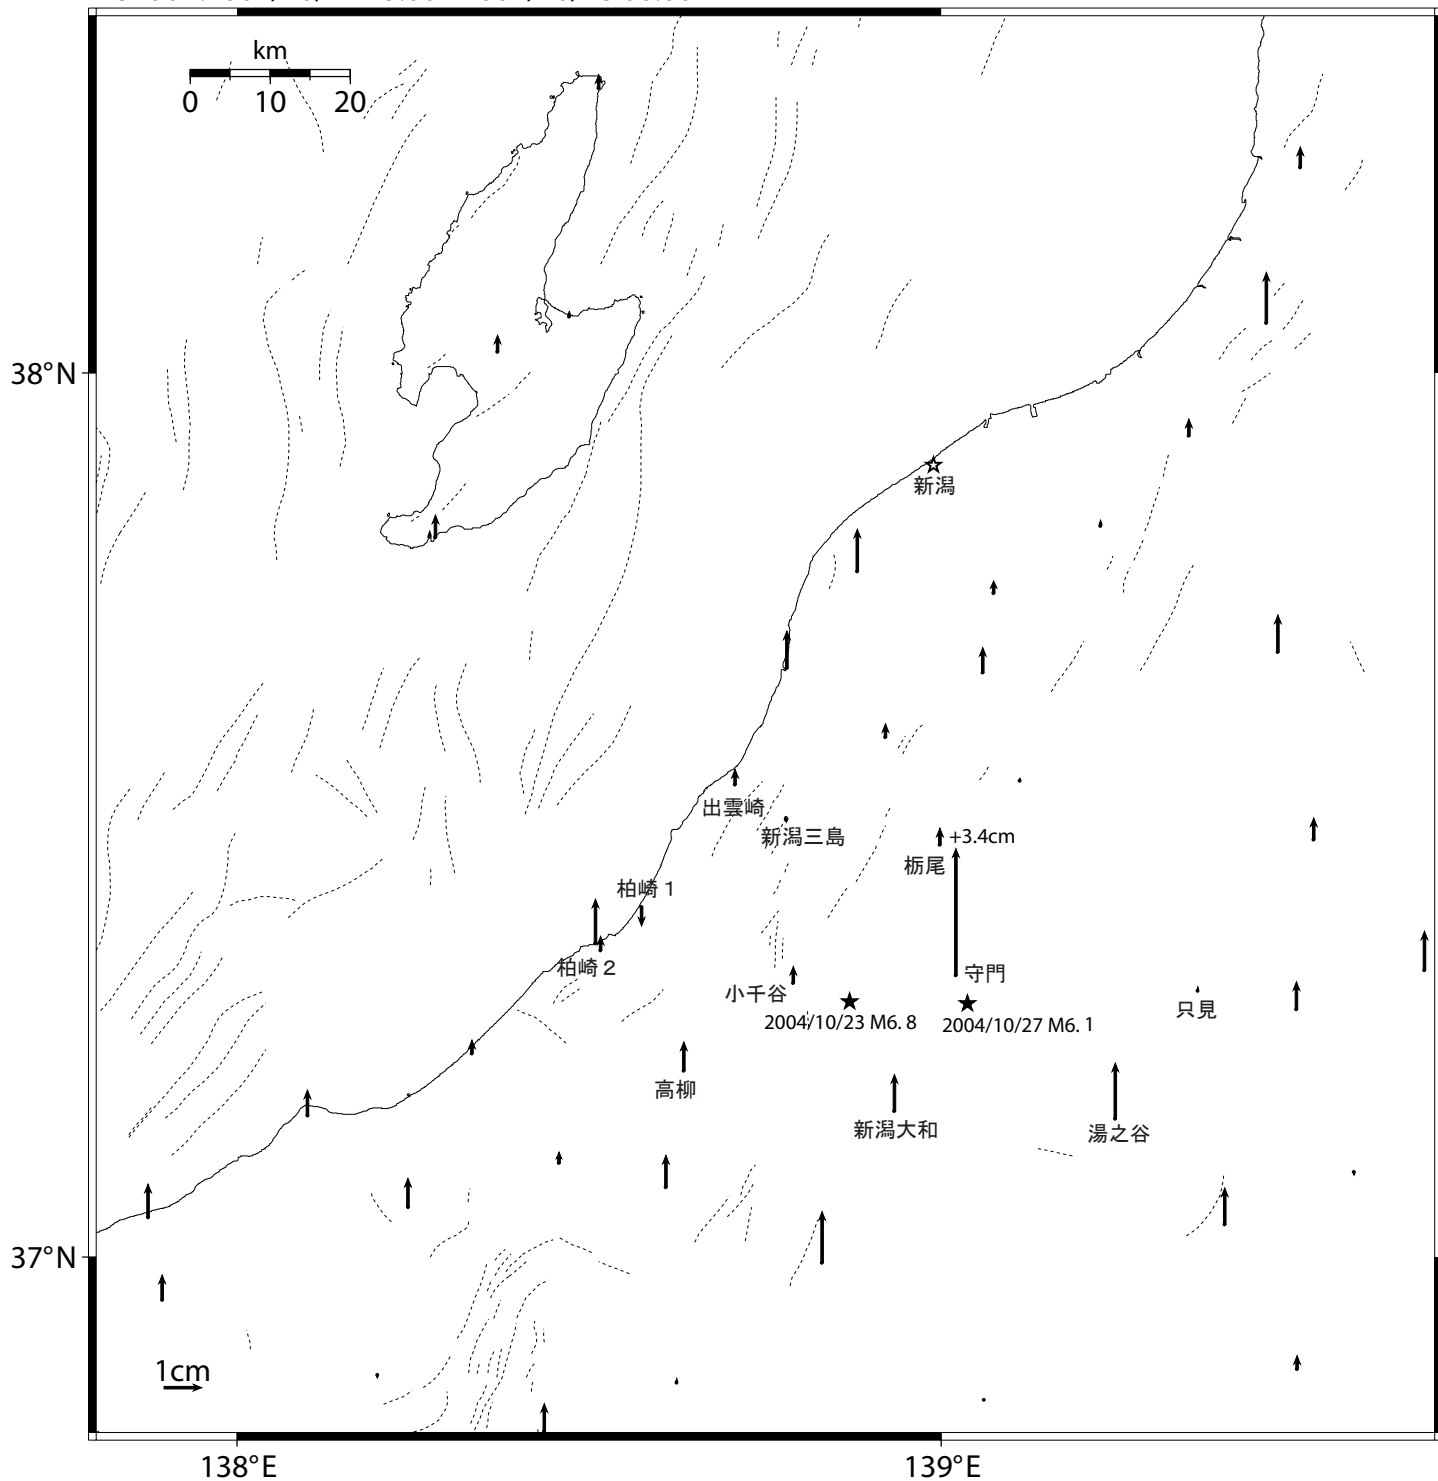 km
0 10 20
38°N
新潟
出雲崎
新潟三島
+3.4cm
栃尾
柏崎1
柏崎2
守門
小千谷
只見
2004/10/23 M6.8
2004/10/27 M6.1
高柳
新潟大和
湯之谷
37°N
1cm
138°E
139°E